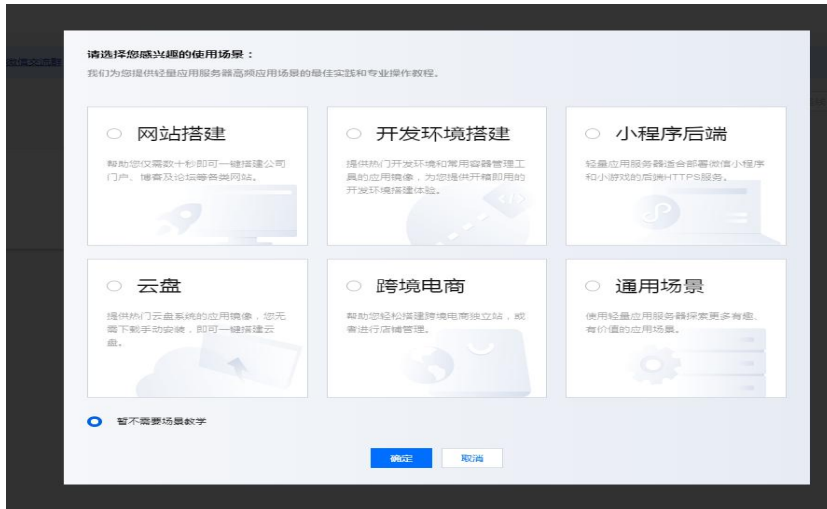 请选择您感兴趣的使用场景：
我们为您提供轻量应用服务器高频应用场景的最佳实践和专业操作教程。
网站搭建
帮助您仅需数十秒即可一键搭建公司
门户、博客及论坛等各类网站。
开发环境搭建
提供热门开发环境和常用容器管理工
具的应用镜像，为您提供开箱即用的
开发环境搭建体验。
小程序后端
轻量应用服务器适合部署微信小程序
和小游戏的后端HTTPS服务。
云盘
提供热门云盘系统的应用镜像，您无
需下载手动安装，即可一键搭建云
盘。
跨境电商
帮助您轻松搭建跨境电商独立站，或
者进行店铺管理。
通用场景
使用轻量应用服务器探索更多有趣、
有价值的应用场景。
暂不需要场景教学
确定
取消